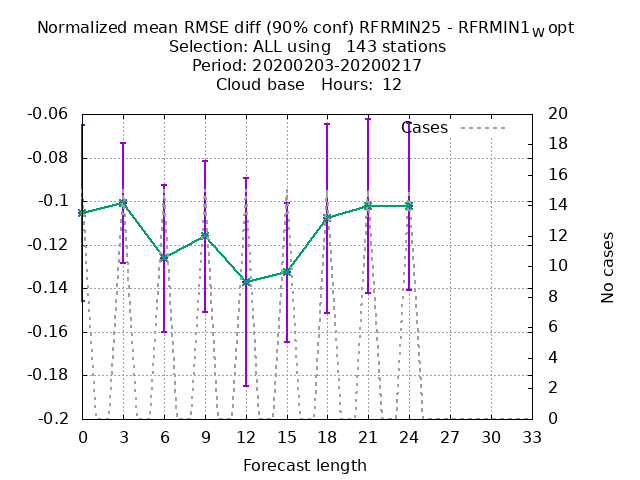 Normalized mean RMSE diff (90% conf) RFRMIN25 - RFRMIN1wopt
Selection: ALL using 143 stations
Period: 20200203-20200217
Cloud base Hours: 12
Cases
-0.06
-0.08
-0.1
-0.12
-0.14
-0.16
-0.18
-0.2
20
18
16
14
12
10
8
6
4
2
0
No cases
0 3 6 9 12 15 18 21 24 27 30 33
Forecast length